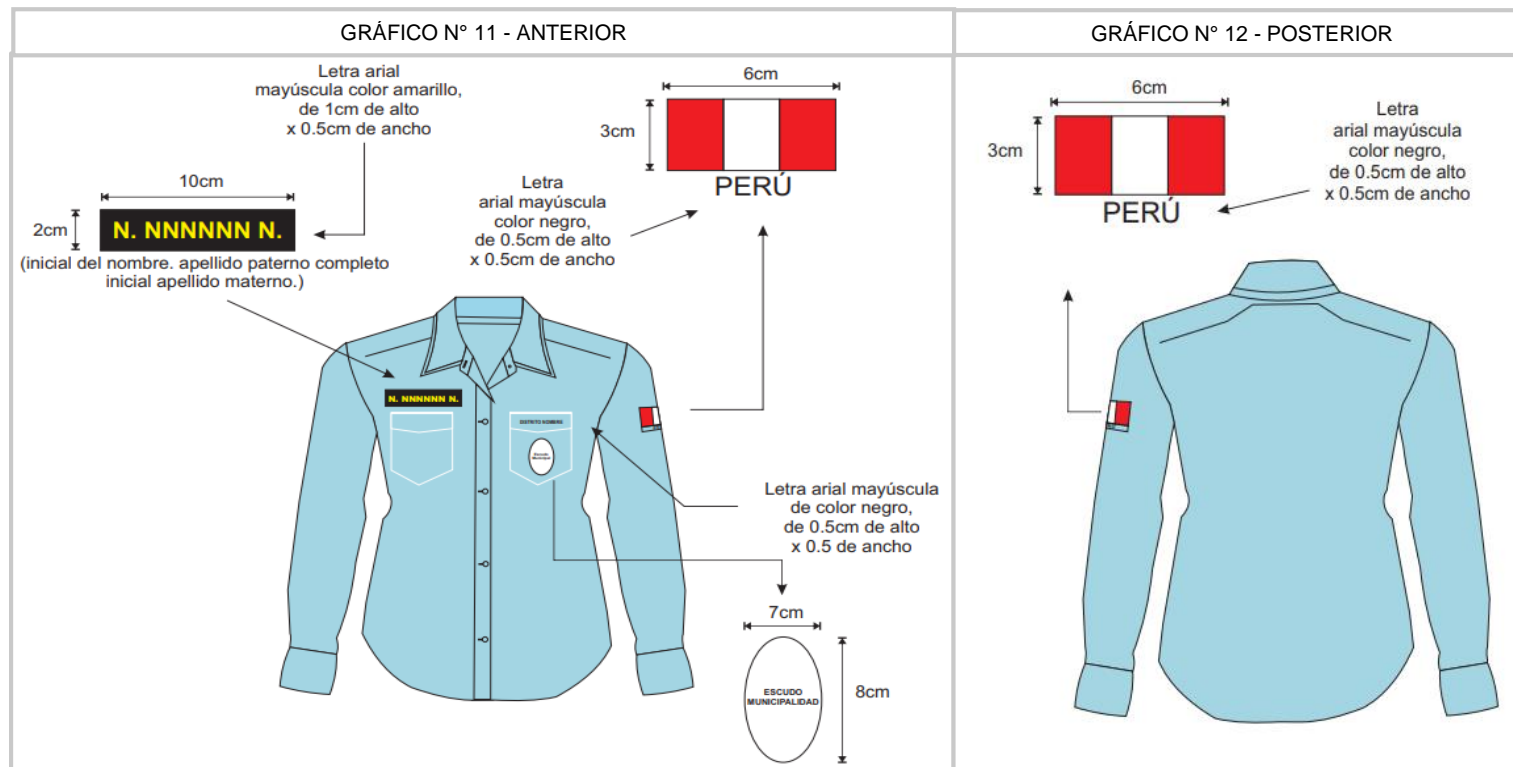 GRÁFICO N° 11 - ANTERIOR
Letra arial
mayúscula color amarillo,
de 1cm de alto
x 0.5cm de ancho
10cm
2cm
N. NNNNNN N.
(inicial del nombre. apellido paterno completo
inicial apellido materno.)
6cm
3cm
PERÚ
Letra
arial mayúscula
color negro,
de 0.5cm de alto
x 0.5cm de ancho
N. NNNNNN N.
DISTRITO NOMBRE
Escudo
Municipal
Letra arial mayúscula
de color negro,
de 0.5cm de alto
x 0.5 de ancho
7cm
8cm
ESCUDO
MUNICIPALIDAD
GRÁFICO N° 12 - POSTERIOR
6cm
3cm
PERÚ
Letra
arial mayúscula
color negro,
de 0.5cm de alto
x 0.5cm de ancho